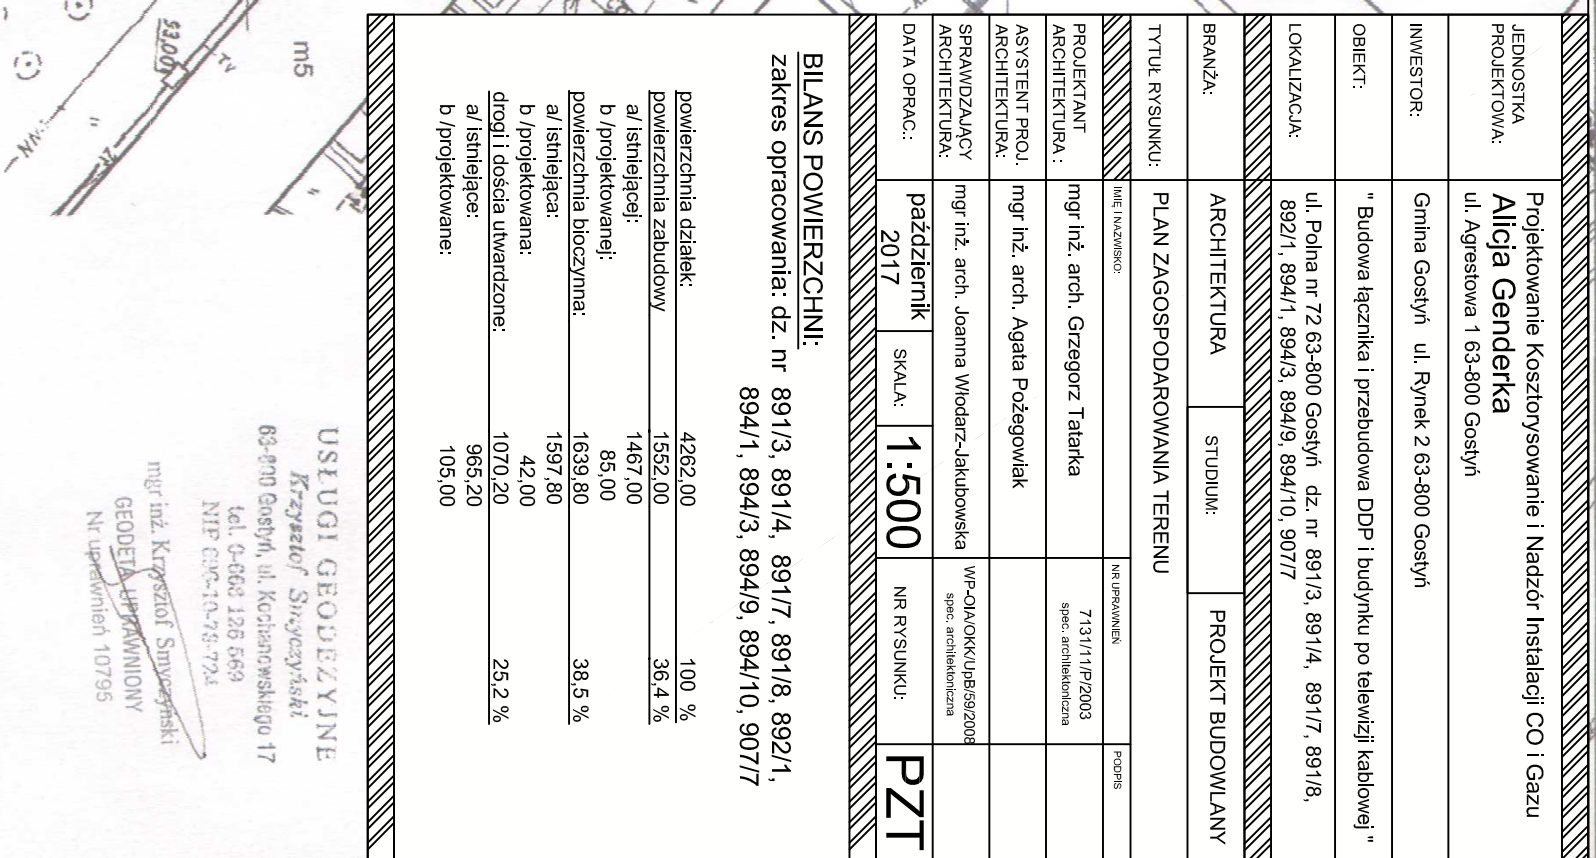 JEDNOSTKA
PROJEKTOWA:
Projektowanie Kosztorysowanie i Nadzór Instalacji CO i Gazu
Alicja Genderka
ul. Agrestowa 1 63-800 Gostyń
INWESTOR:
Gmina Gostyń ul. Rynek 2 63-800 Gostyń
OBIEKT:
" Budowa łącznika i przebudowa DDP i budynku po telewizji kablowej "
LOKALIZACJA:
ul. Polna nr 72 63-800 Gostyń dz. nr 891/3, 891/4, 891/7, 891/8,
892/1, 894/1, 894/3, 894/9, 894/10, 907/7
BRANŻA:
ARCHITEKTURA
STUDIUM:
PROJEKT BUDOWLANY
TYTUŁ RYSUNKU:
PLAN ZAGOSPODAROWANIA TERENU
IMIĘ I NAZWISKO:
NR UPRAWNIEŃ
PODPIS
PROJEKTANT
ARCHITEKTURA :
mgr inż. arch. Grzegorz Tatarka
7131/11/P/2003
spec. architektoniczna
ASYSTENT PROJ.
ARCHITEKTURA:
mgr inż. arch. Agata Pożegowiak
SPRAWDZAJĄCY
ARCHITEKTURA:
mgr inż. arch. Joanna Włodarz-Jakubowska
WP-OIA/OKK/UpB/59/2008
spec. architektoniczna
DATA OPRAC.:
październik
2017
SKALA:
1:500
NR RYSUNKU:
PZT
BILANS POWIERZCHNI:
zakres opracowania: dz. nr 891/3, 891/4, 891/7, 891/8, 892/1,
894/1, 894/3, 894/9, 894/10, 907/7
powierzchnia działek: 4262,00 100 %
powierzchnia zabudowy 1552,00 36,4 %
a/ istniejącej: 1467,00
b /projektowanej: 85,00
powierzchnia bioczynna: 1639,80 38,5 %
a/ istniejąca: 1597,80
b /projektowana: 42,00
drogi i dościa utwardzone: 1070,20 25,2 %
a/ istniejące: 965,20
b /projektowane: 105,00
USŁUGI GEODEZYJNE
Krzysztof Smyczyński
63-800 Gostyń, ul. Kochanowskiego 17
tel. 0-668 126 569
NIP
mgr inż. Krzysztof Smyczyński
GEODETA UPRAWNIONY
Nr uprawnień 10795
m5
TV
NN